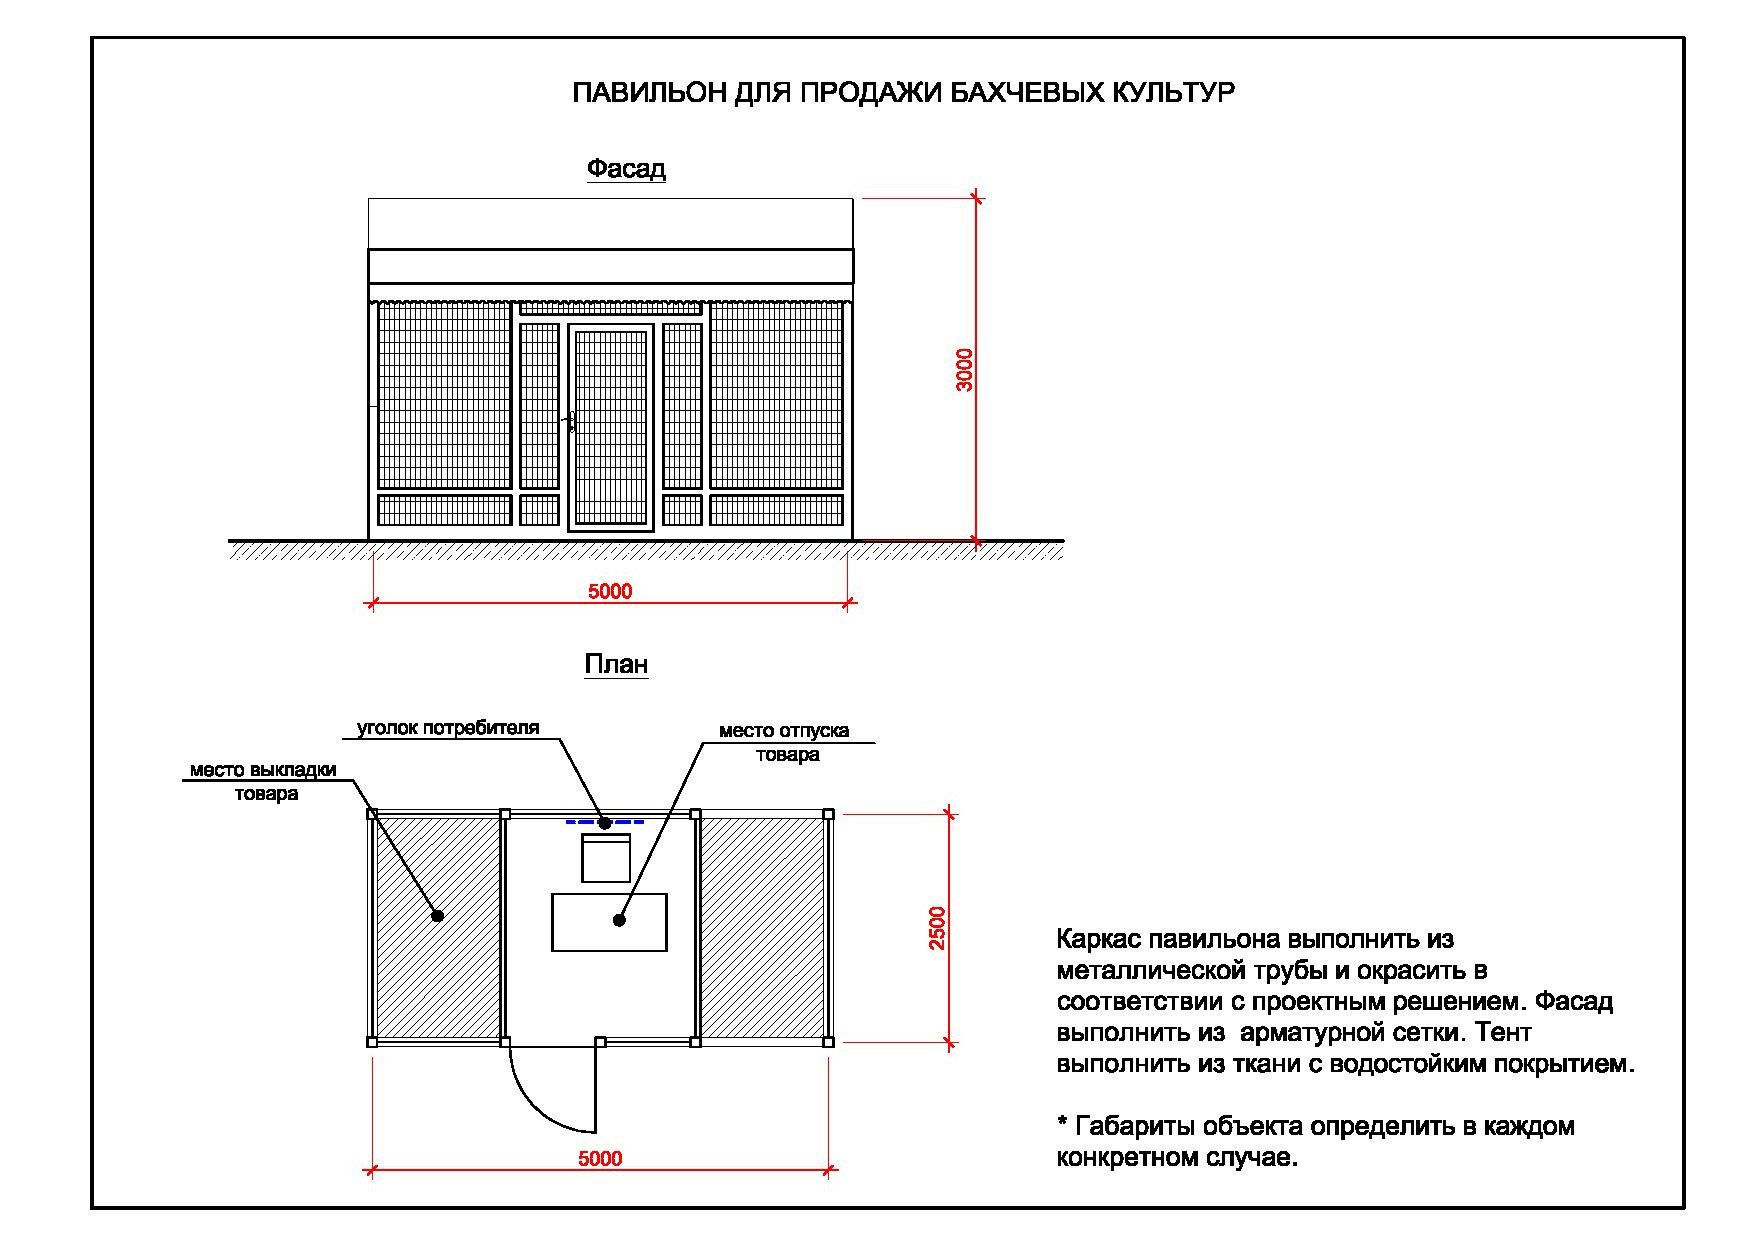 ПАВИЛЬОН ДЛЯ ПРОДАЖИ БАХЧЕВЫХ КУЛЬТУР
Фасад
3000
5000
План
уголок потребителя
место отпуска
товара
место выкладки
товара
2500
5000
Каркас павильона выполнить из
металлической трубы и окрасить в
соответствии с проектным решением. Фасад
выполнить из арматурной сетки. Тент
выполнить из ткани с водостойким покрытием.
* Габариты объекта определить в каждом
конкретном случае.